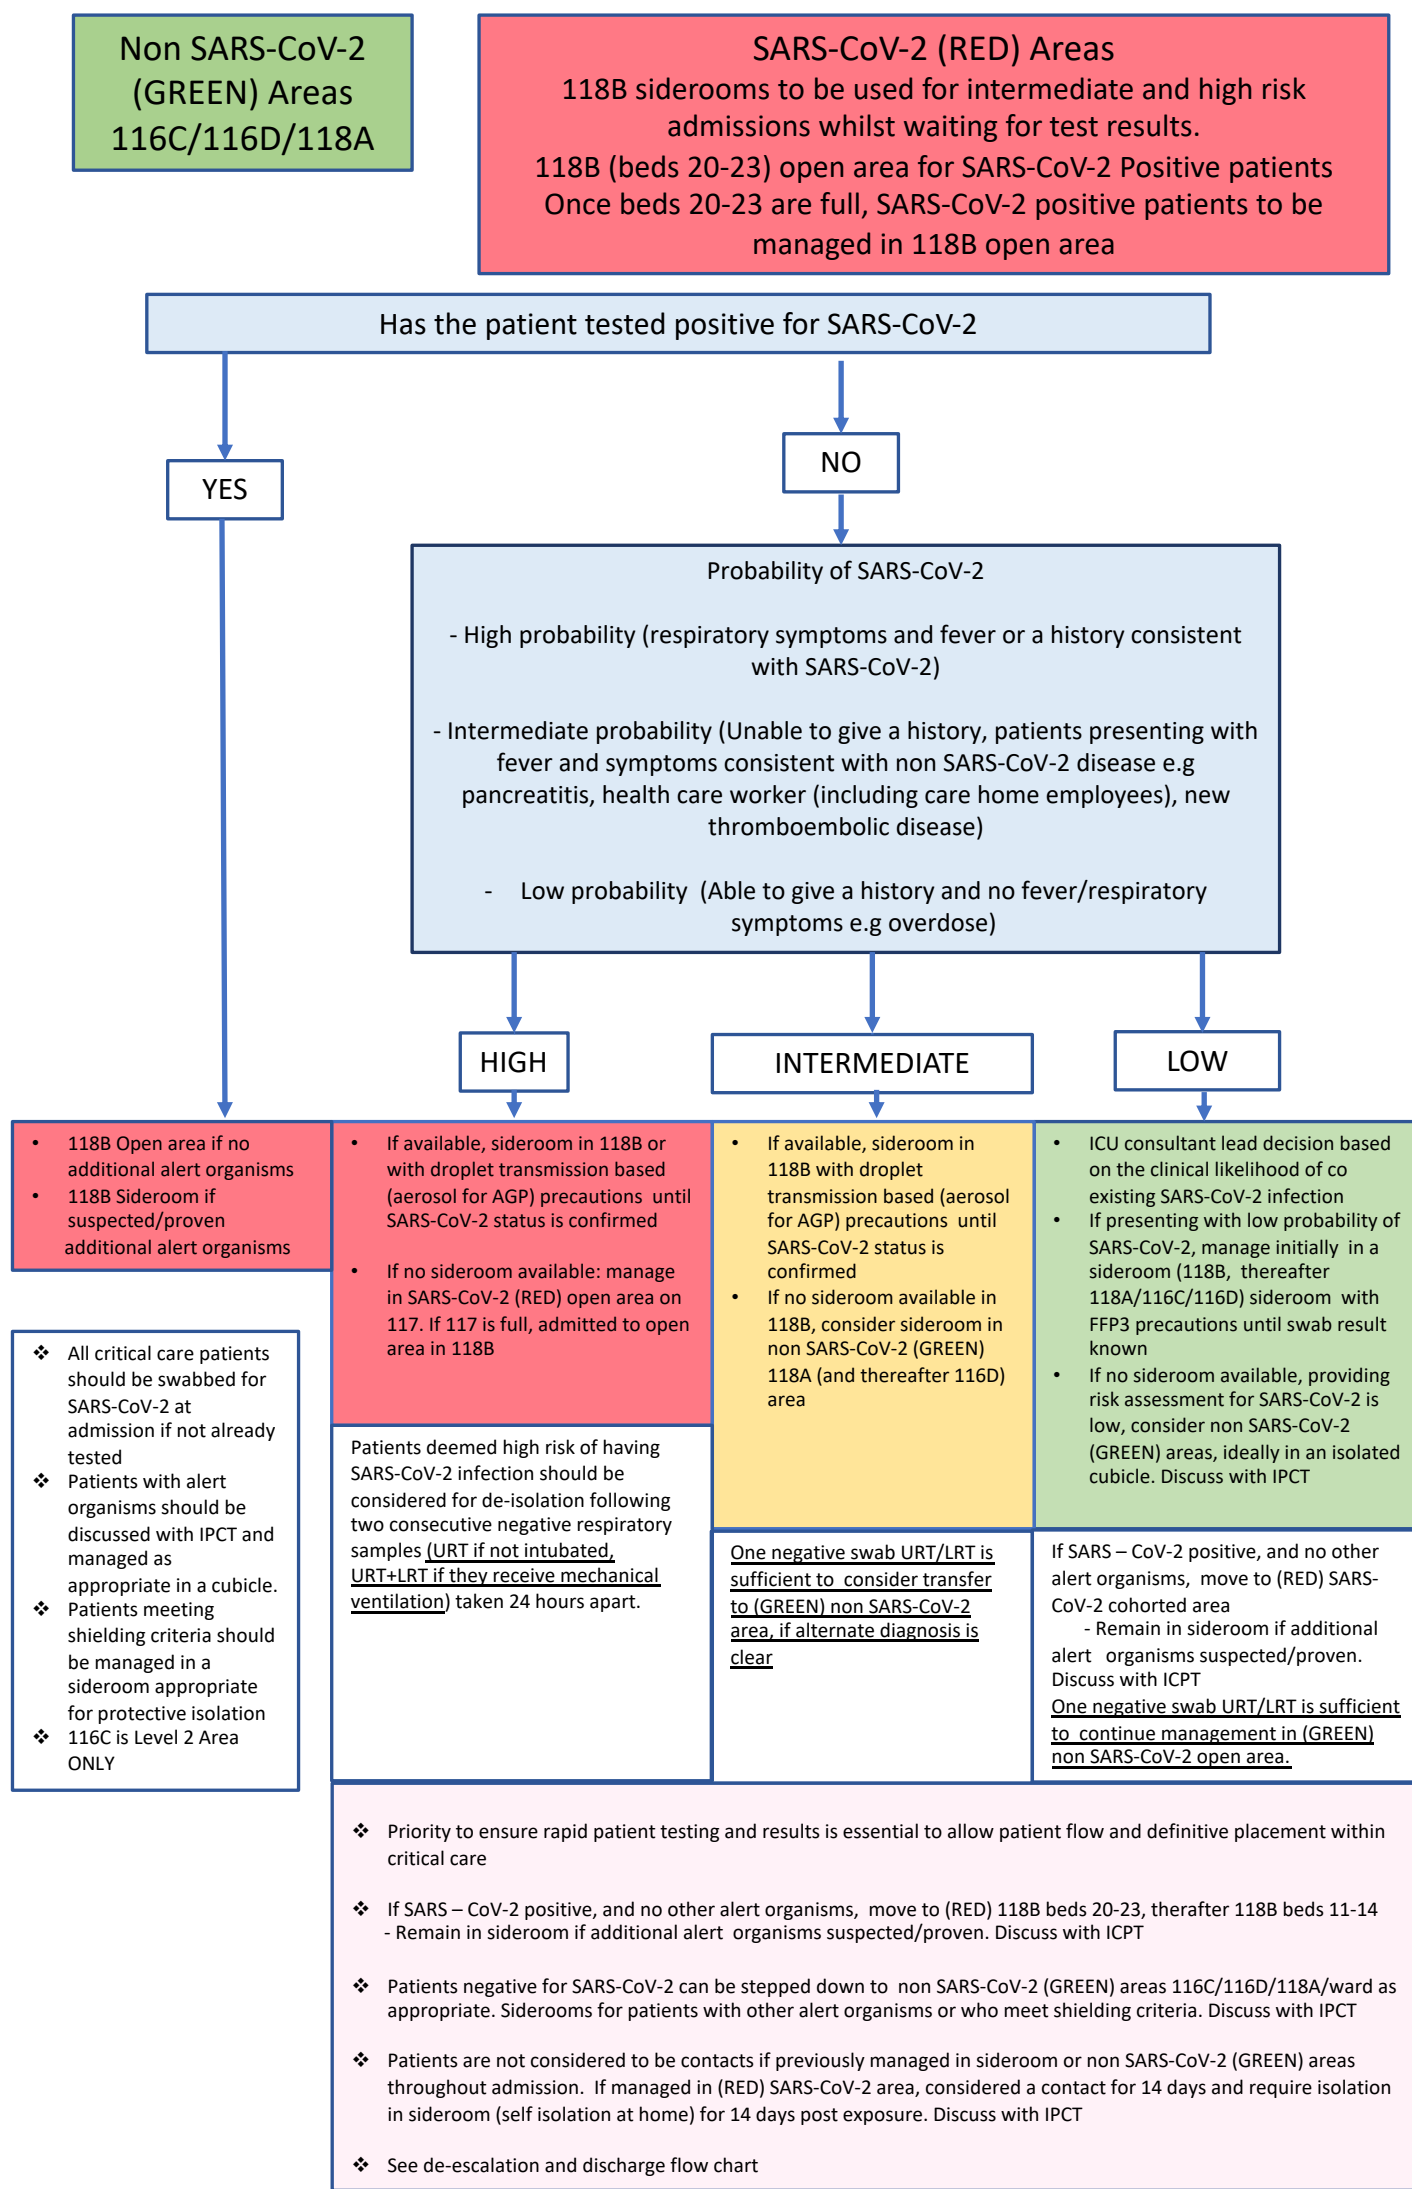 Non SARS-CoV-2
(GREEN) Areas
116C/116D/118A
SARS-CoV-2 (RED) Areas
118B siderooms to be used for intermediate and high risk
admissions whilst waiting for test results.
118B (beds 20-23) open area for SARS-CoV-2 Positive patients
Once beds 20-23 are full, SARS-CoV-2 positive patients to be
managed in 118B open area
Has the patient tested positive for SARS-CoV-2
YES
NO
Probability of SARS-CoV-2
- High probability (respiratory symptoms and fever or a history consistent
with SARS-CoV-2)
- Intermediate probability (Unable to give a history, patients presenting with
fever and symptoms consistent with non SARS-CoV-2 disease e.g
pancreatitis, health care worker (including care home employees), new
thromboembolic disease)
- Low probability (Able to give a history and no fever/respiratory
symptoms e.g overdose)
HIGH
INTERMEDIATE
LOW
• 118B Open area if no
additional alert organisms
• 118B Sideroom if
suspected/proven
additional alert organisms
❖ All critical care patients
should be swabbed for
SARS-CoV-2 at
admission if not already
tested
❖ Patients with alert
organisms should be
discussed with IPCT and
managed as
appropriate in a cubicle.
❖ Patients meeting
shielding criteria should
be managed in a
sideroom appropriate
for protective isolation
❖ 116C is Level 2 Area
ONLY
• If available, sideroom in 118B or
with droplet transmission based
(aerosol for AGP) precautions until
SARS-CoV-2 status is confirmed
• If no sideroom available: manage
in SARS-CoV-2 (RED) open area on
117. If 117 is full, admitted to open
area in 118B
Patients deemed high risk of having
SARS-CoV-2 infection should be
considered for de-isolation following
two consecutive negative respiratory
samples (URT if not intubated,
URT+LRT if they receive mechanical
ventilation) taken 24 hours apart.
• If available, sideroom in
118B with droplet
transmission based (aerosol
for AGP) precautions until
SARS-CoV-2 status is
confirmed
• If no sideroom available in
118B, consider sideroom in
non SARS-CoV-2 (GREEN)
118A (and thereafter 116D)
area
One negative swab URT/LRT is
sufficient to consider transfer
to (GREEN) non SARS-CoV-2
area, if alternate diagnosis is
clear
• ICU consultant lead decision based
on the clinical likelihood of co
existing SARS-CoV-2 infection
• If presenting with low probability of
SARS-CoV-2, manage initially in a
sideroom (118B, thereafter
118A/116C/116D) sideroom with
FFP3 precautions until swab result
known
• If no sideroom available, providing
risk assessment for SARS-CoV-2 is
low, consider non SARS-CoV-2
(GREEN) areas, ideally in an isolated
cubicle. Discuss with IPCT
If SARS – CoV-2 positive, and no other
alert organisms, move to (RED) SARS-
CoV-2 cohorted area
- Remain in sideroom if additional
alert organisms suspected/proven.
Discuss with ICPT
One negative swab URT/LRT is sufficient
to continue management in (GREEN)
non SARS-CoV-2 open area.
❖ Priority to ensure rapid patient testing and results is essential to allow patient flow and definitive placement within
critical care
❖ If SARS – CoV-2 positive, and no other alert organisms, move to (RED) 118B beds 20-23, therafter 118B beds 11-14
- Remain in sideroom if additional alert organisms suspected/proven. Discuss with ICPT
❖ Patients negative for SARS-CoV-2 can be stepped down to non SARS-CoV-2 (GREEN) areas 116C/116D/118A/ward as
appropriate. Siderooms for patients with other alert organisms or who meet shielding criteria. Discuss with IPCT
❖ Patients are not considered to be contacts if previously managed in sideroom or non SARS-CoV-2 (GREEN) areas
throughout admission. If managed in (RED) SARS-CoV-2 area, considered a contact for 14 days and require isolation
in sideroom (self isolation at home) for 14 days post exposure. Discuss with IPCT
❖ See de-escalation and discharge flow chart